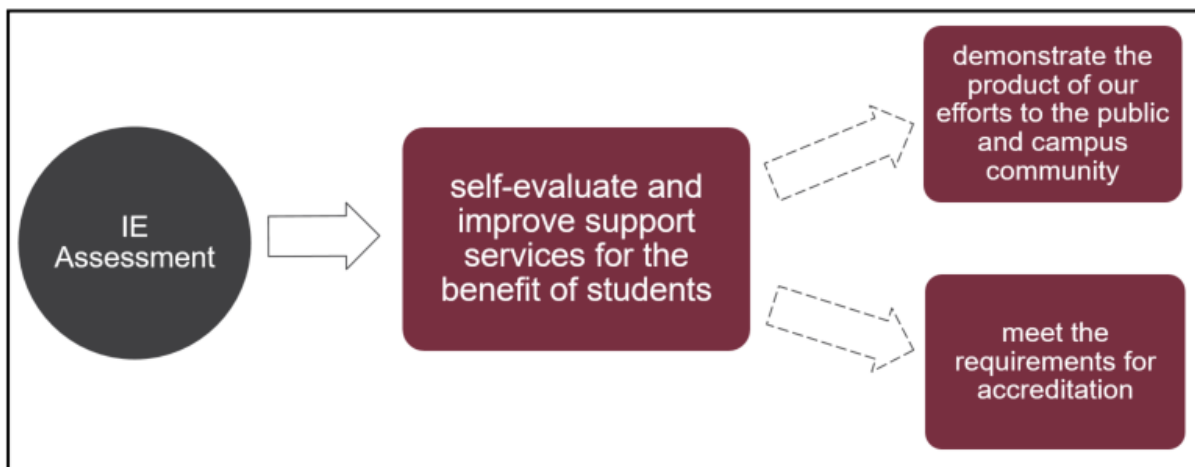 IE
Assessment
self-evaluate and
improve support
services for the
benefit of students
demonstrate the
product of our
efforts to the public
and campus
community
meet the
requirements for
accreditation